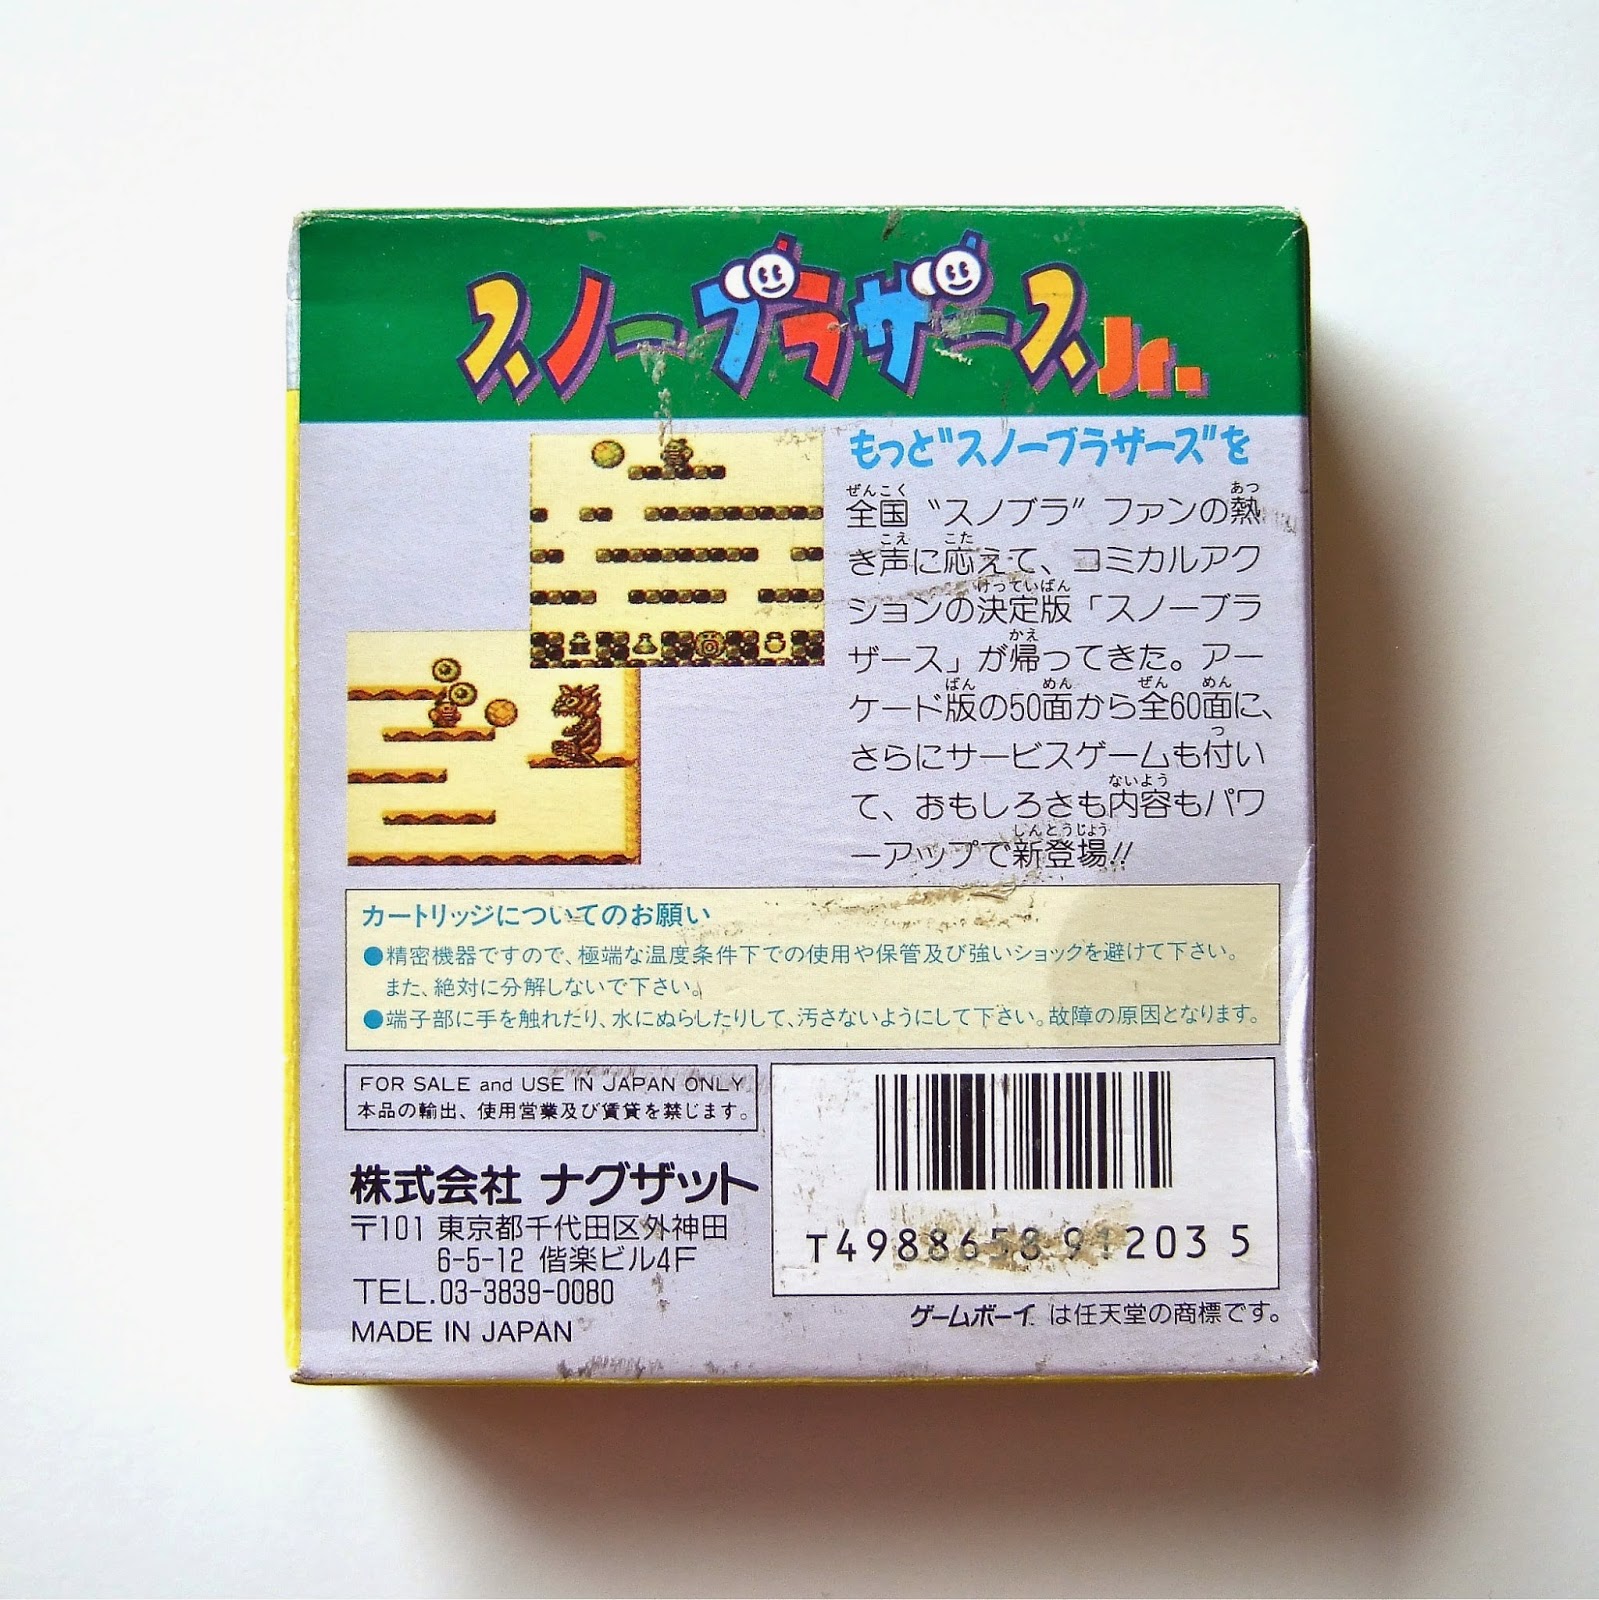 スノーブラザースJr.
もっと"スノーブラザーズ"を
全国"スノブラ"ファンの熱
き声に応えて、コミカルアク
ションの決定版「スノーブラ
ザース」が帰ってきた。アー
ケード版の50面から全60面に、
さらにサービスゲームも付い
て、おもしろさも内容もパワ
ーアップで新登場!!
カートリッジについてのお願い
●精密機器ですので、極端な温度条件下での使用や保管及び強いショックを避けて下さい。
また、絶対に分解しないで下さい。
●端子部に手を触れたり、水にぬらしたりして、汚さないようにして下さい。故障の原因となります。
FOR SALE and USE IN JAPAN ONLY
本品の輸出、使用営業及び賃貸を禁じます。
株式会社 ナグザット
〒101 東京都千代田区外神田
6-5-12 偕楽ビル4F
TEL.03-3839-0080
MADE IN JAPAN
T4988658912035
ゲームボーイ は任天堂の商標です。